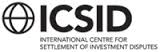 ICSID
INTERNATIONAL CENTRE FOR
SETTLEMENT OF INVESTMENT DISPUTES